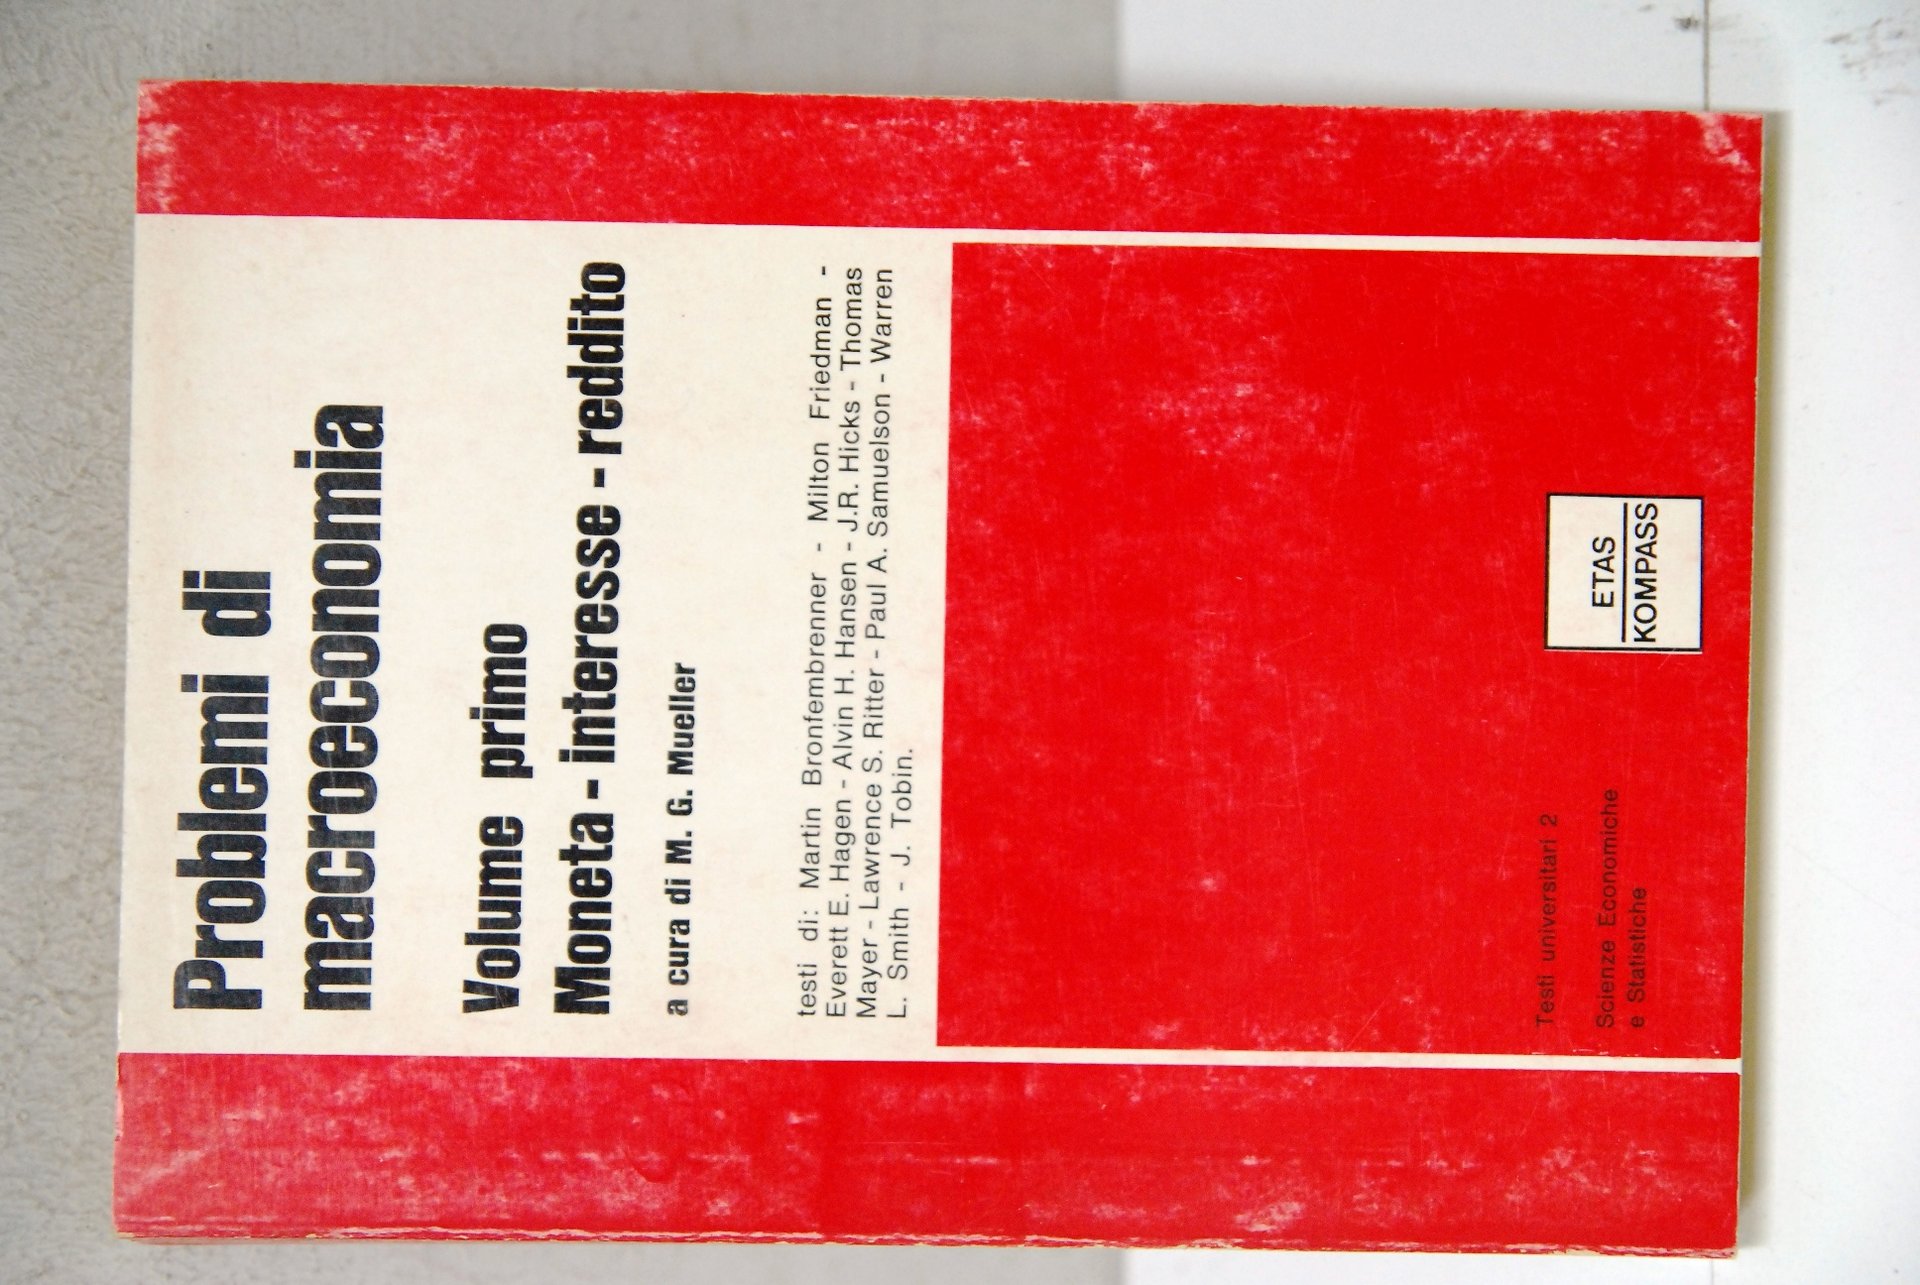 Problemi di
macroeconomia
Volume primo
Moneta - interesse - reddito
a cura di M. G. Mueller
testi di: Martin Bronfembrenner - Milton Friedman -
Everett E. Hagen - Alvin H. Hansen - J.R. Hicks - Thomas
Mayer - Lawrence S. Ritter - Paul A. Samuelson - Warren
L. Smith - J. Tobin.
Testi universitari 2
Scienze Economiche
e Statistiche
ETAS
KOMPASS